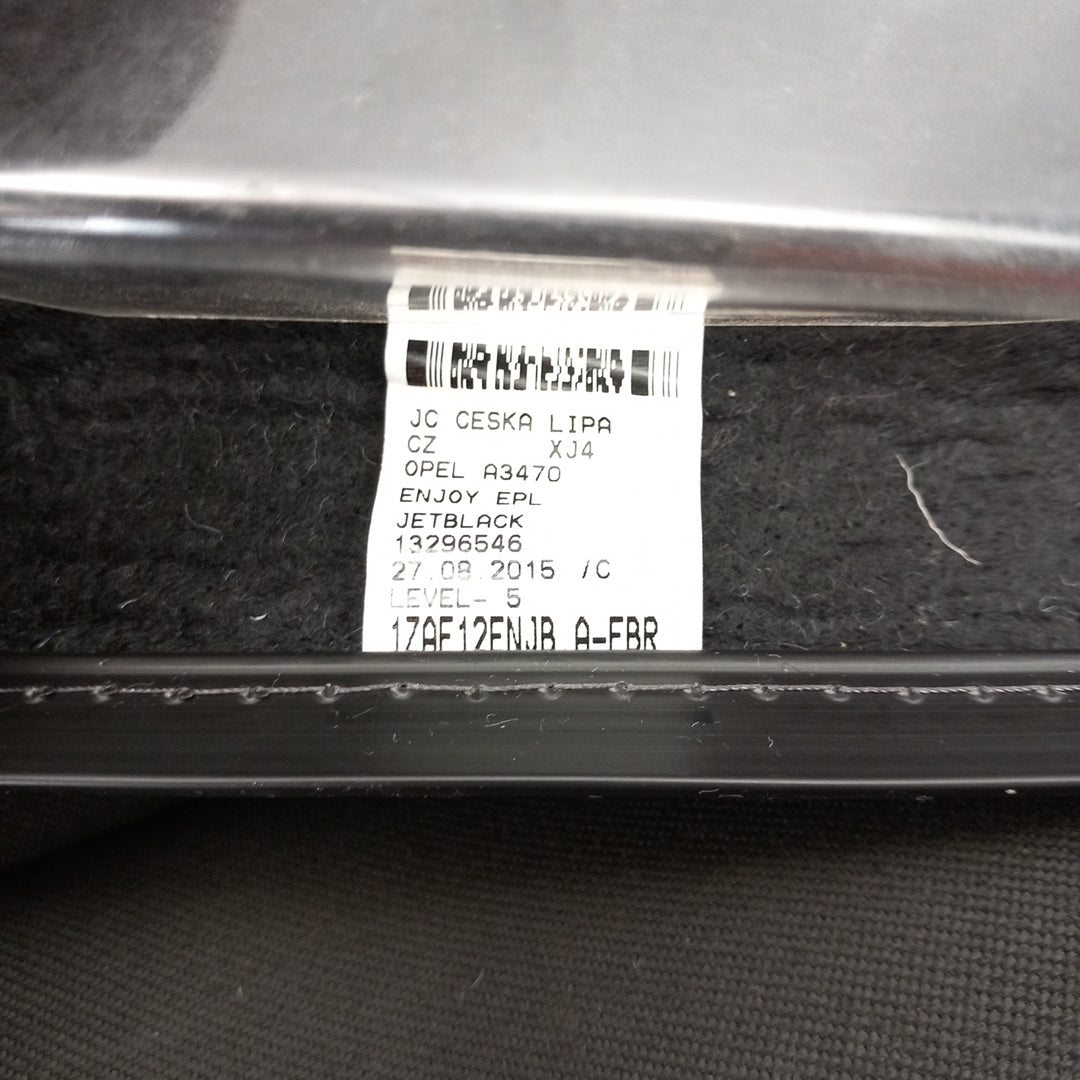 JC CESKA LIPA
CZ XJ4
OPEL A3470
ENJOY EPL
JETBLACK
13296546
27.08.2015 /C
LEVEL- 5
17AF12ENJB A-FBR